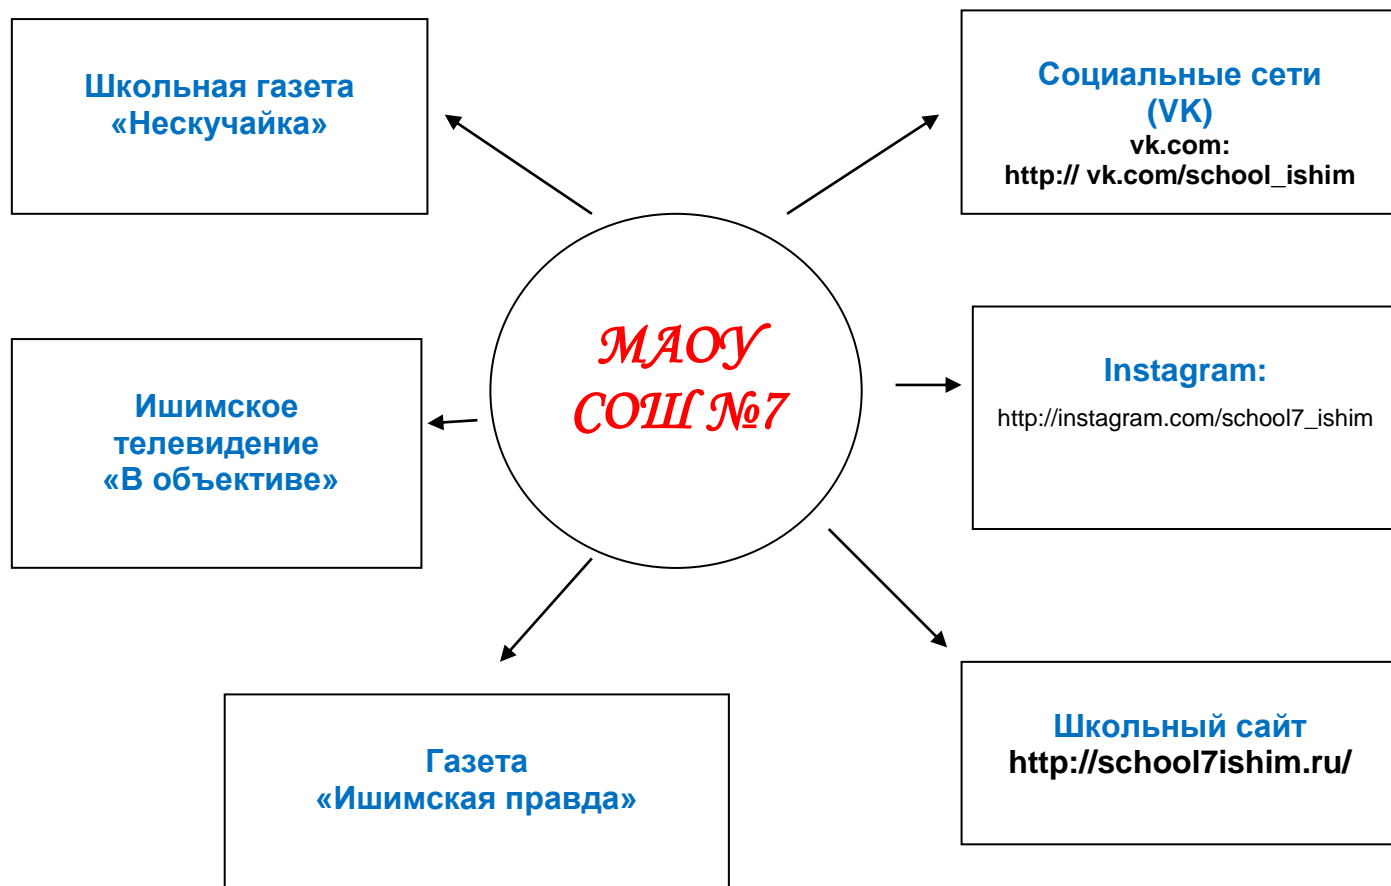 Школьная газета
«Нескучайка»
Социальные сети
(VK)
vk.com:
http:// vk.com/school_ishim
МАОУ
СОШ №7
Ишимское
телевидение
«В объективе»
Instagram:
http://instagram.com/school7_ishim
Газета
«Ишимская правда»
Школьный сайт
http://school7ishim.ru/